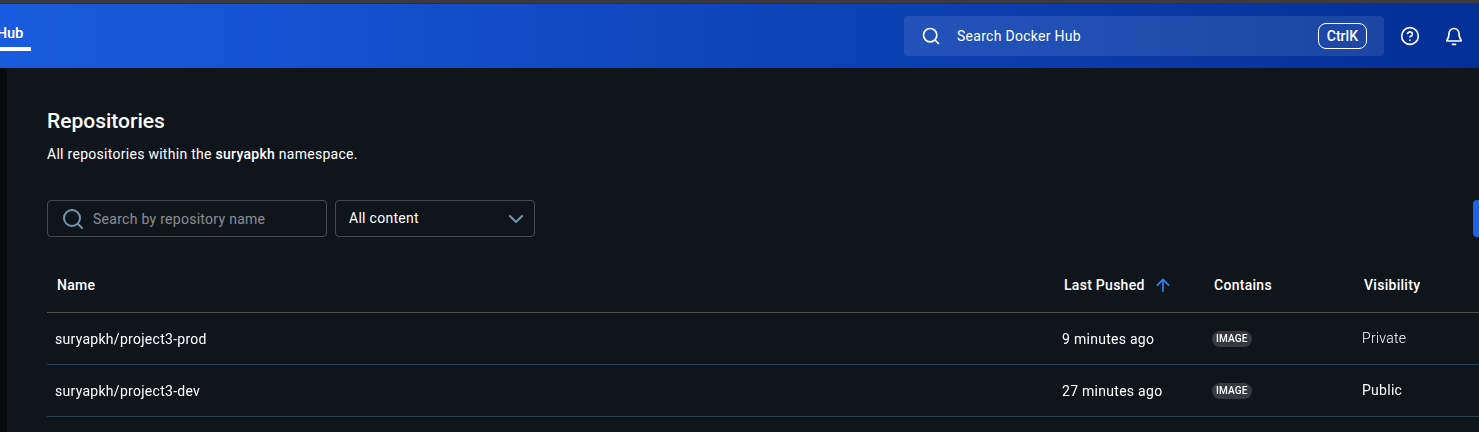 Hub
Search Docker Hub CtrlK
Repositories
All repositories within the suryapkh namespace.
Search by repository name All content
Name Last Pushed Contains Visibility
suryapkh/project3-prod 9 minutes ago IMAGE Private
suryapkh/project3-dev 27 minutes ago IMAGE Public